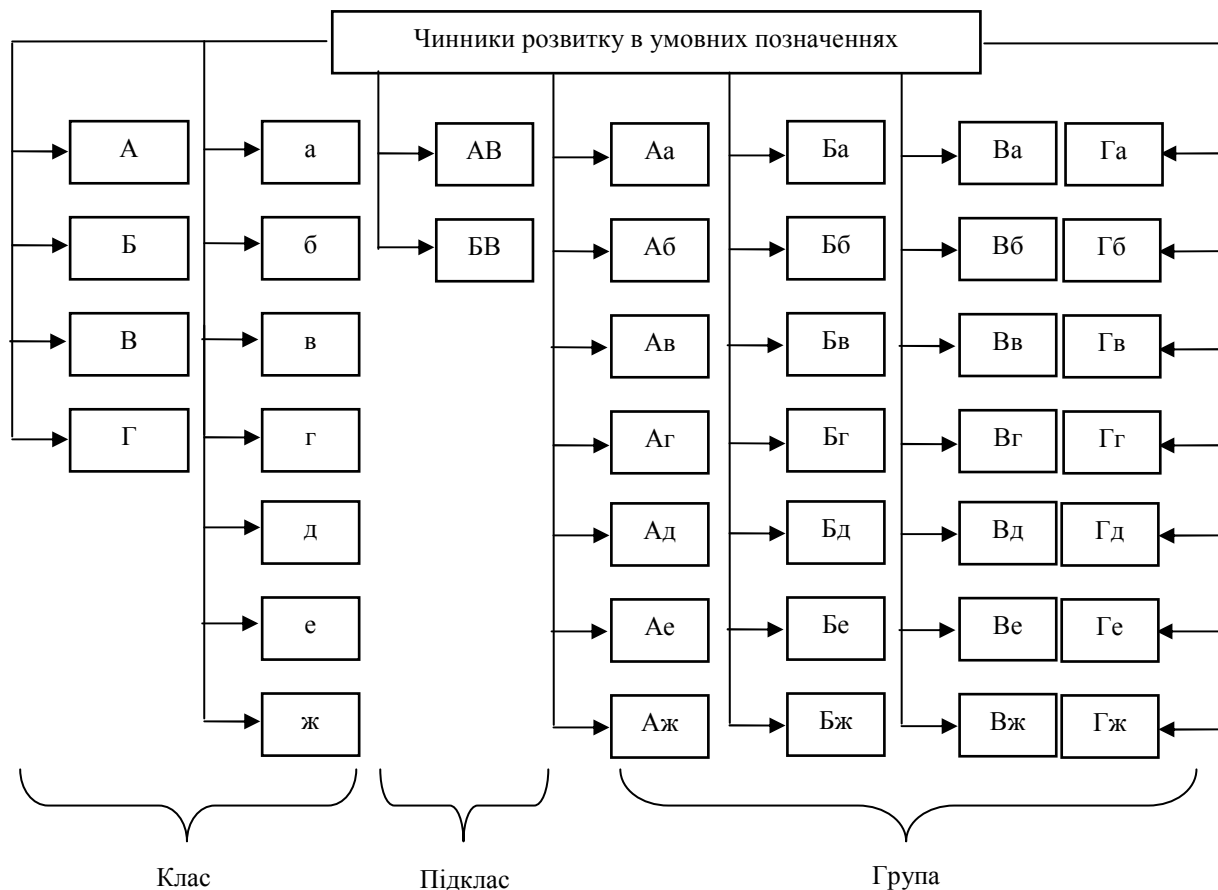 Чинники розвитку в умовних позначеннях
А
а
АВ
Аа
Ба
Ва
Га
Б
б
БВ
Аб
Бб
Вб
Гб
В
в
Ав
Бв
Вв
Гв
Г
г
Аг
Бг
Вг
Гг
д
Ад
Бд
Вд
Гд
е
Ае
Бе
Ве
Ге
ж
Аж
Бж
Вж
Гж
Клас
Підклас
Група